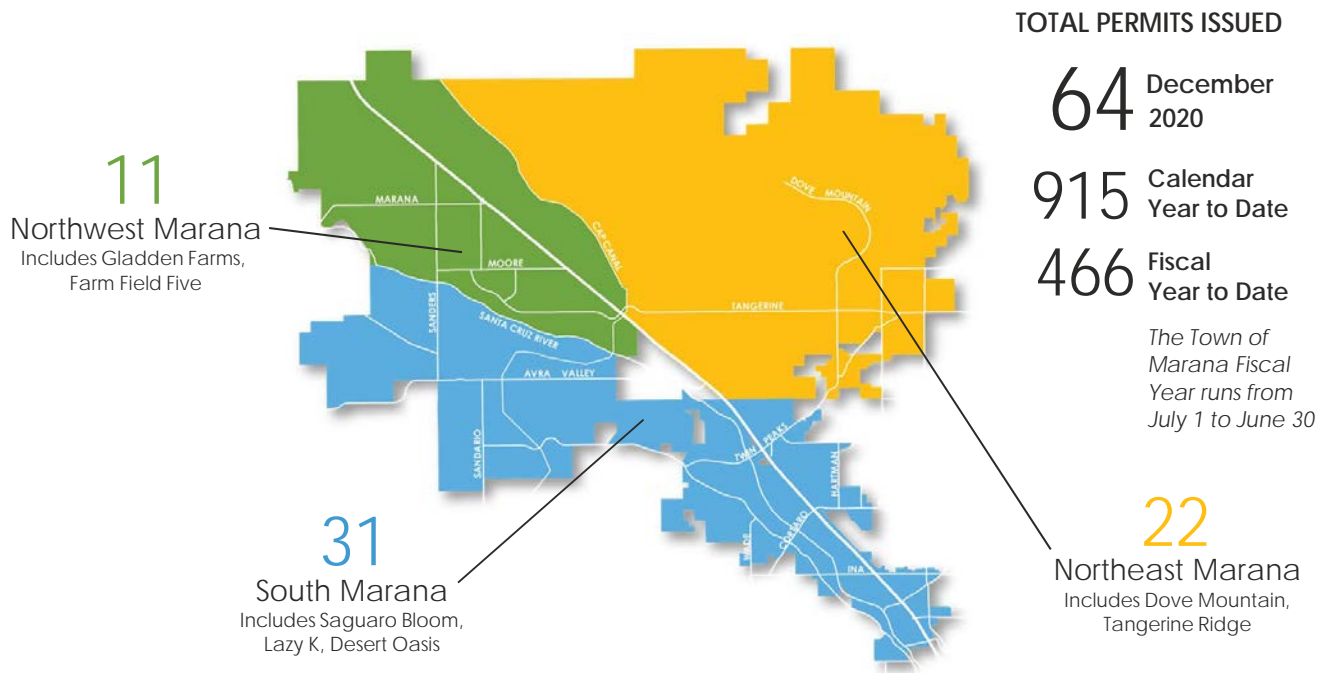 TOTAL PERMITS ISSUED
64 December
2020
915 Calendar
Year to Date
466 Fiscal
Year to Date
The Town of
Marana Fiscal
Year runs from
July 1 to June 30
11
Northwest Marana
Includes Gladden Farms,
Farm Field Five
31
South Marana
Includes Saguaro Bloom,
Lazy K, Desert Oasis
22
Northeast Marana
Includes Dove Mountain,
Tangerine Ridge
MARANA
MOORE
SANDERS
SANTA CRUZ RIVER
CAP CANAL
DOVE MOUNTAIN
TANGERINE
AVRA VALLEY
SANDARIO
TWIN PEAKS
HARTMAN
WADE
CORTARO
INA